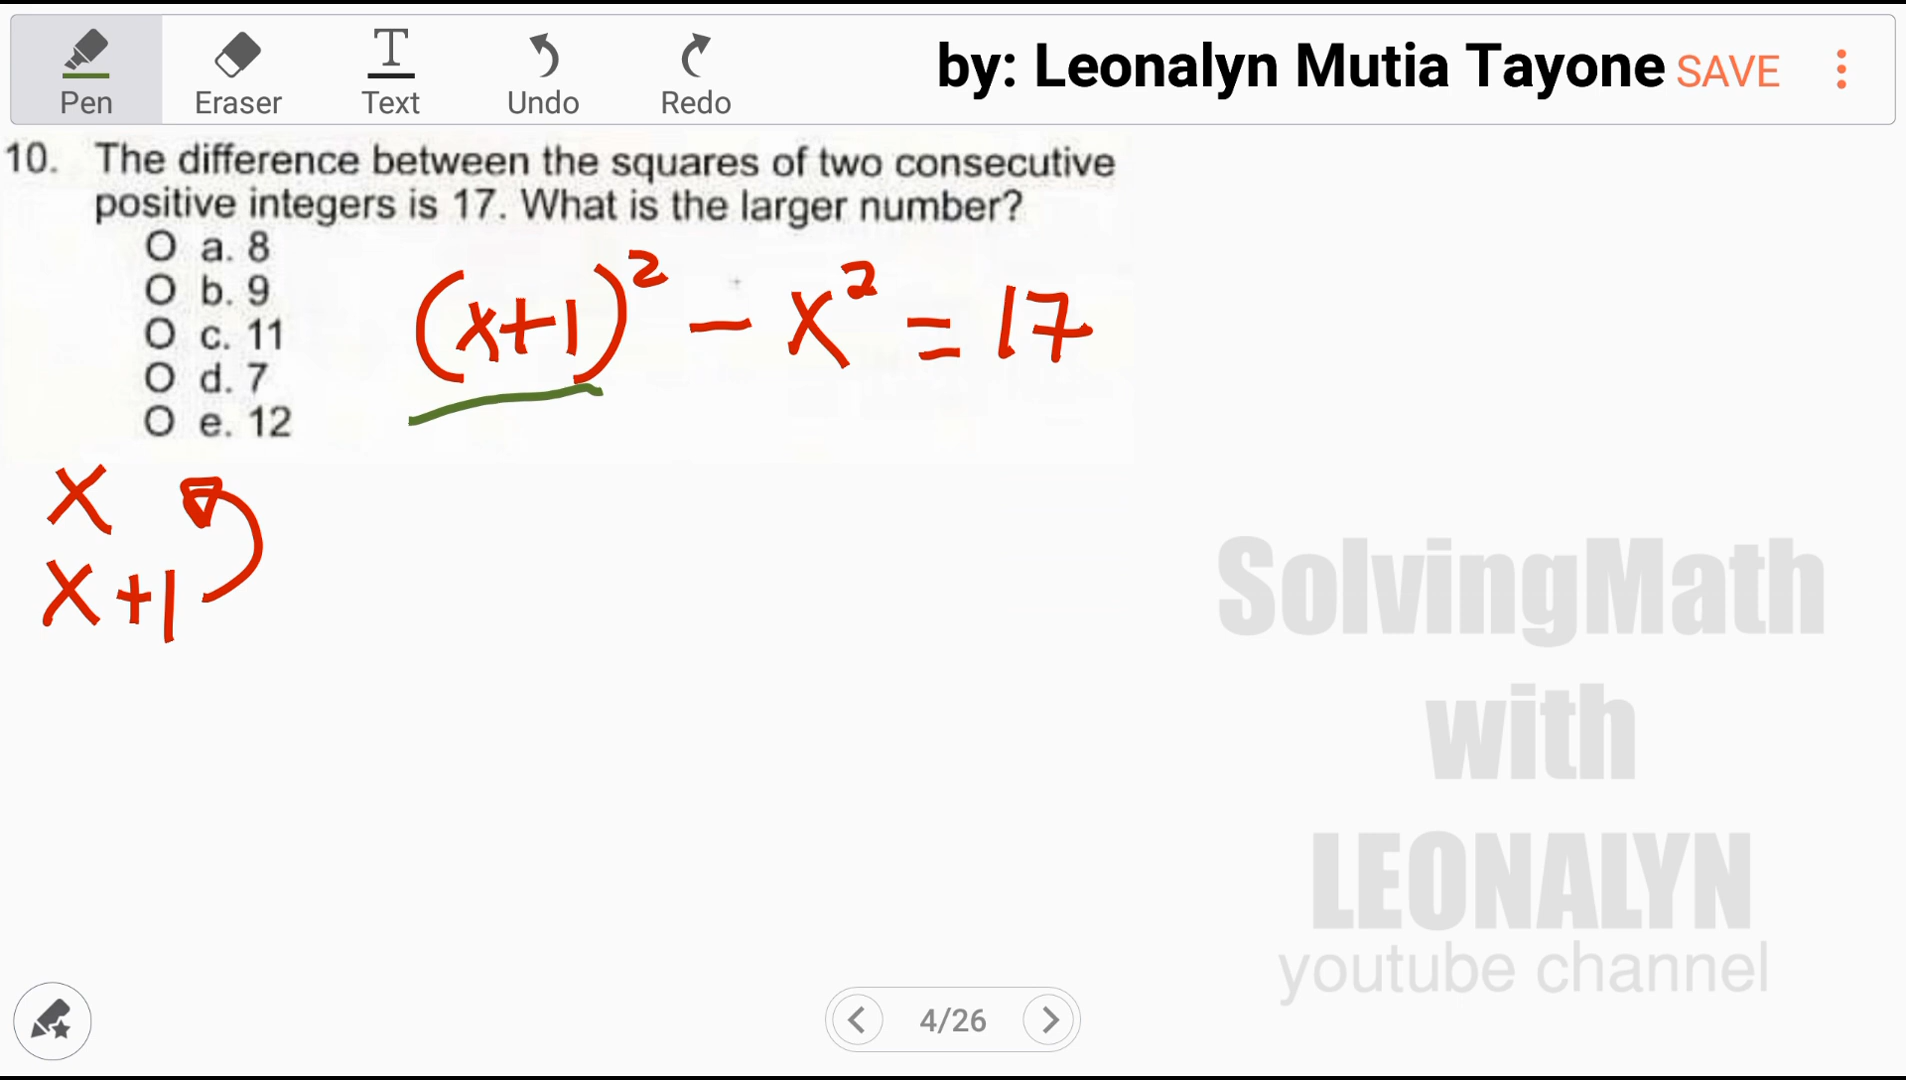 Pen
Eraser
Text
Undo
Redo
by: Leonalyn Mutia Tayone
SAVE
10. The difference between the squares of two consecutive
positive integers is 17. What is the larger number?
O a. 8
O b. 9
O c. 11
O d. 7
O e. 12
(x+1)² − x² = 17
x
x+1
SolvingMath
with
LEONALYN
youtube channel
4/26